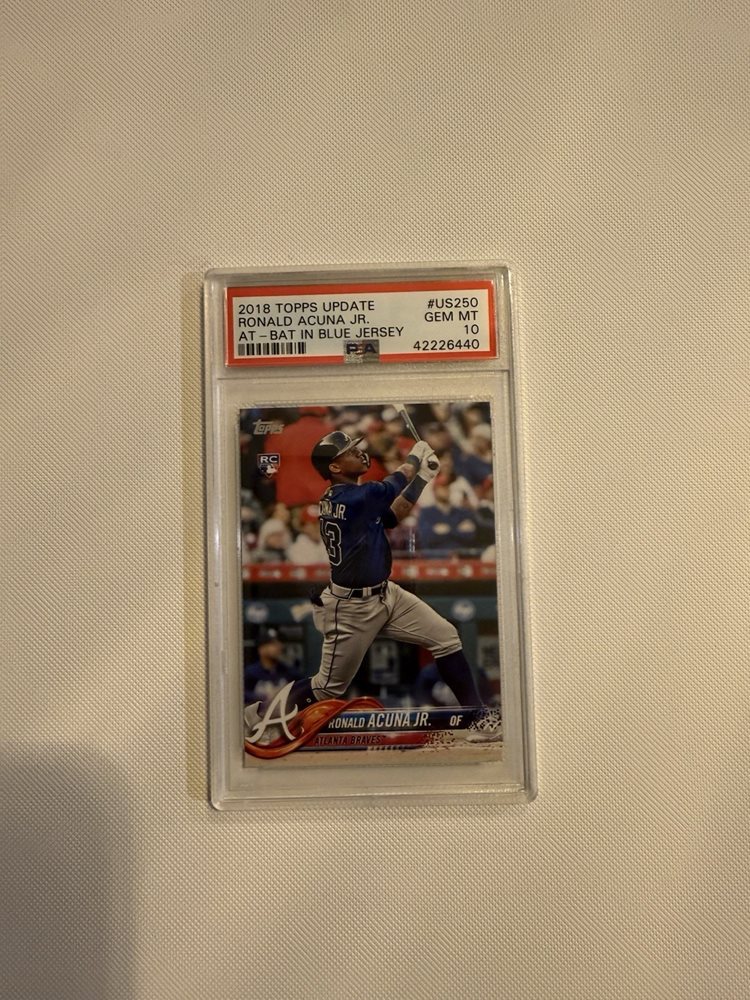 2018 TOPPS UPDATE #US250
RONALD ACUNA JR. GEM MT
AT-BAT IN BLUE JERSEY 10
PSA 42226440
Topps
RC
JR.
13
A
RONALD ACUNA JR. OF
ATLANTA BRAVES